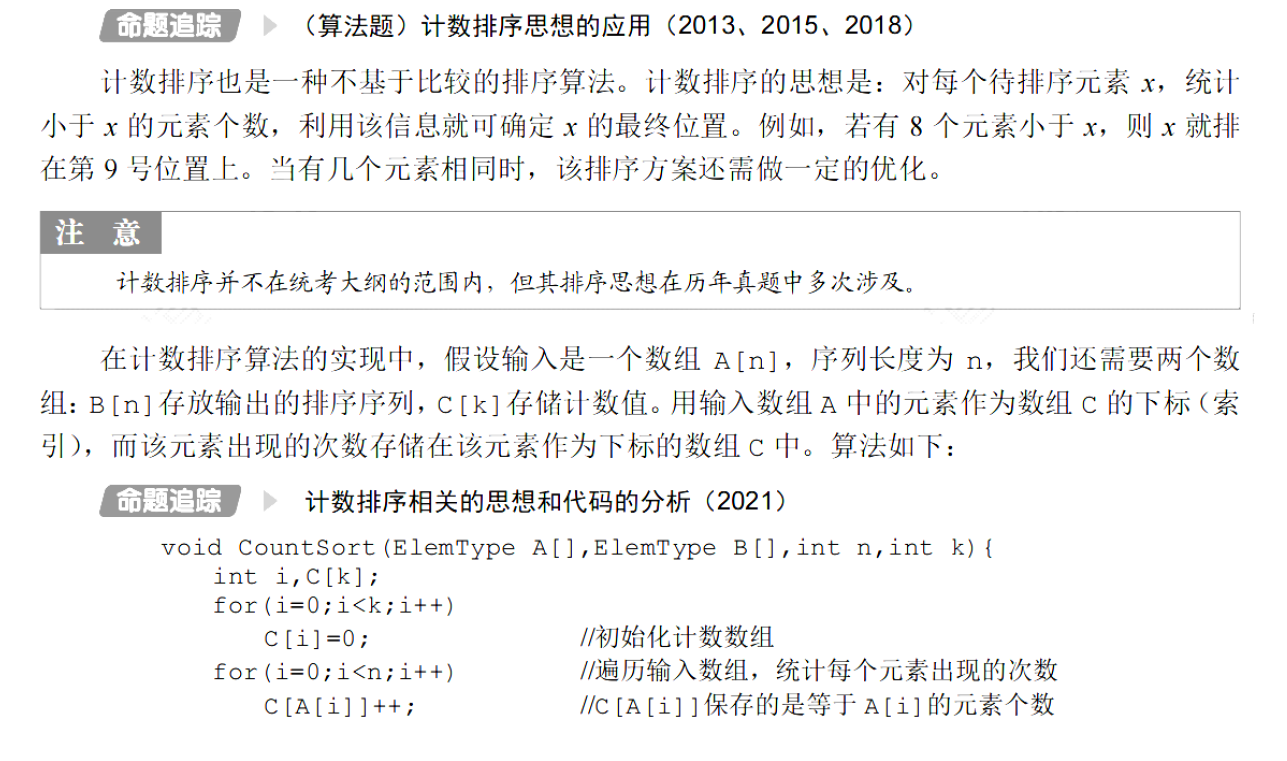 命题追踪 （算法题）计数排序思想的应用（2013、2015、2018）
计数排序也是一种不基于比较的排序算法。计数排序的思想是：对每个待排序元素 x，统计
小于 x 的元素个数，利用该信息就可确定 x 的最终位置。例如，若有 8 个元素小于 x，则 x 就排
在第 9 号位置上。当有几个元素相同时，该排序方案还需做一定的优化。
注 意
计数排序并不在统考大纲的范围内，但其排序思想在历年真题中多次涉及。
在计数排序算法的实现中，假设输入是一个数组 A[n]，序列长度为 n，我们还需要两个数
组：B[n]存放输出的排序序列，C[k]存储计数值。用输入数组 A 中的元素作为数组 C 的下标（索
引），而该元素出现的次数存储在该元素作为下标的数组 C 中。算法如下：
命题追踪 计数排序相关的思想和代码的分析（2021）
void CountSort(ElemType A[],ElemType B[],int n,int k){
int i,C[k];
for(i=0;i<k;i++)
C[i]=0; //初始化计数数组
for(i=0;i<n;i++) //遍历输入数组，统计每个元素出现的次数
C[A[i]]++; //C[A[i]]保存的是等于 A[i]的元素个数